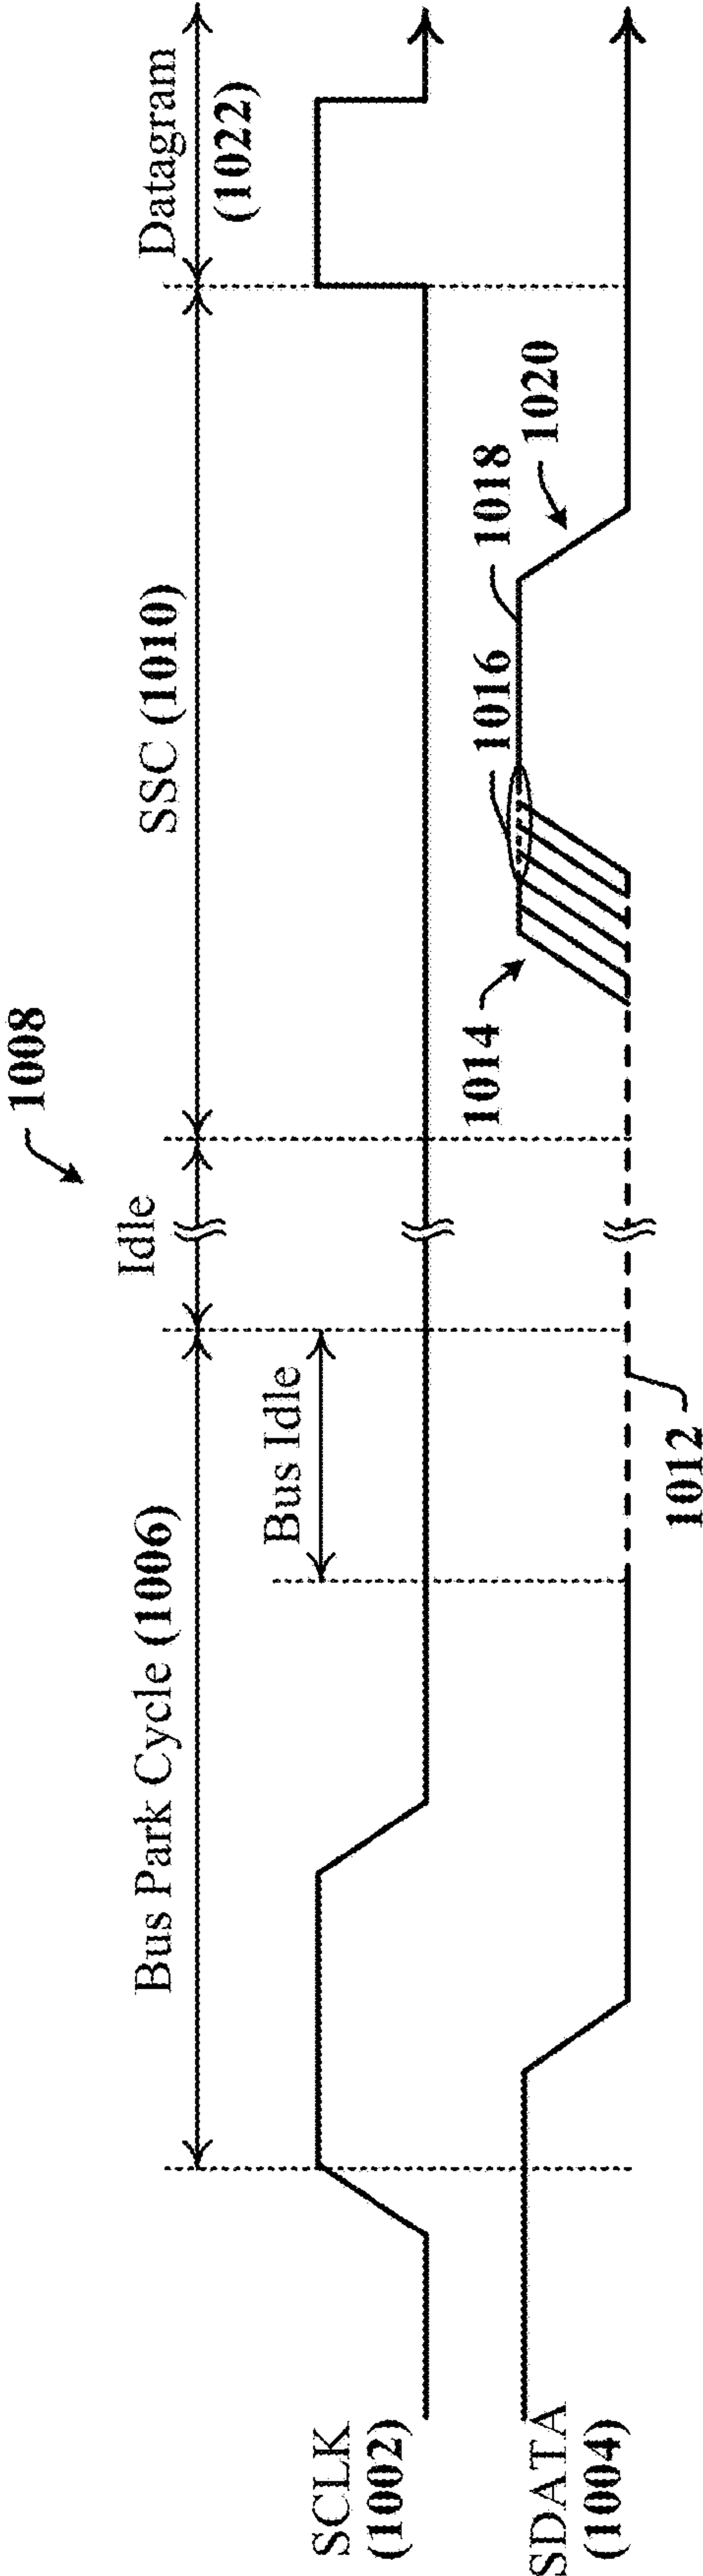 1008
Bus Park Cycle (1006)
Idle
SSC (1010)
Datagram
(1022)
Bus Idle
SCLK
(1002)
1014
1016
1018
1020
SDATA
(1004)
1012